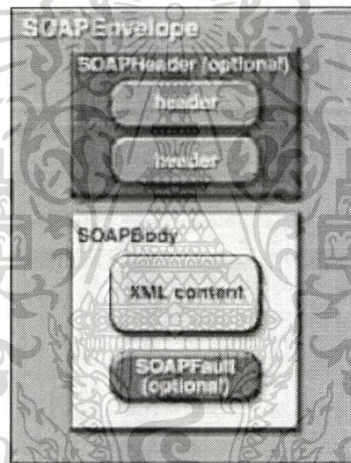 SOAPEnvelope
SOAPHeader (optional)
header
header
SOAPBody
XML content
SOAPFault
(optional)